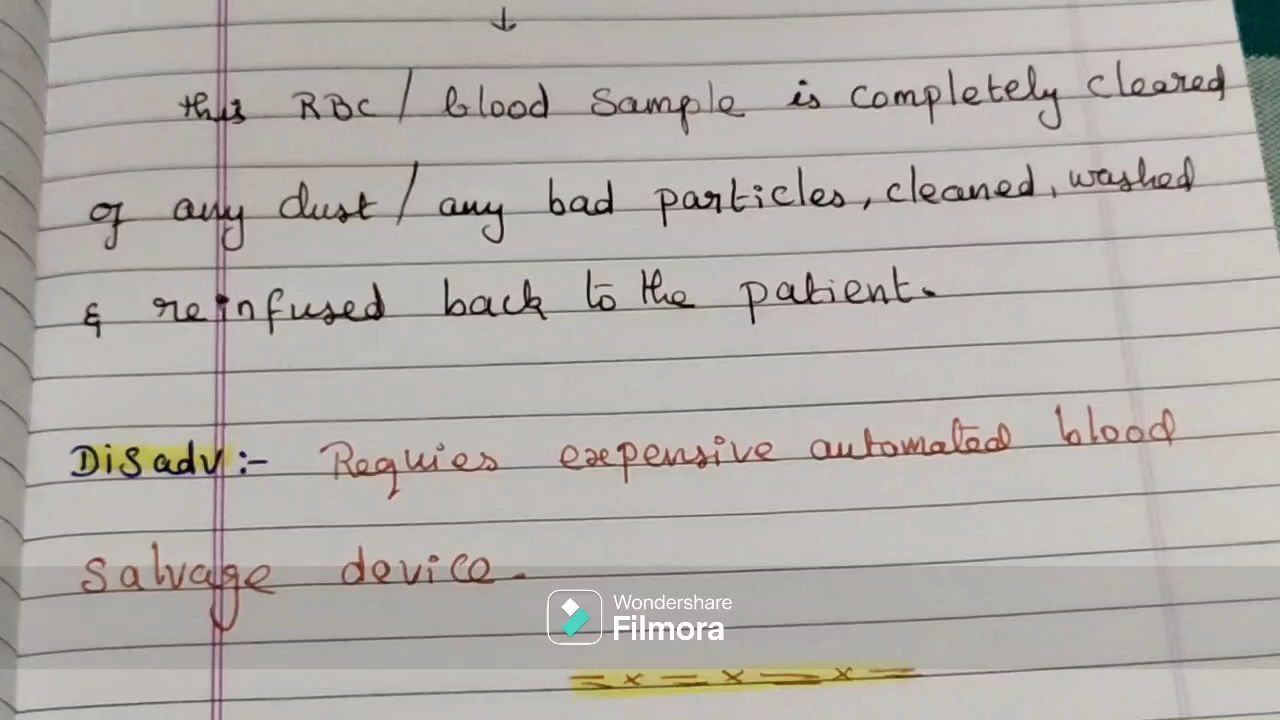 ↓
this RBC / blood sample is completely cleared
of any dust / any bad particles, cleaned, washed
& reinfused back to the patient.
Disadv:- Requies expensive automated blood
salvage device.
Wondershare
Filmora
= x = x = x =